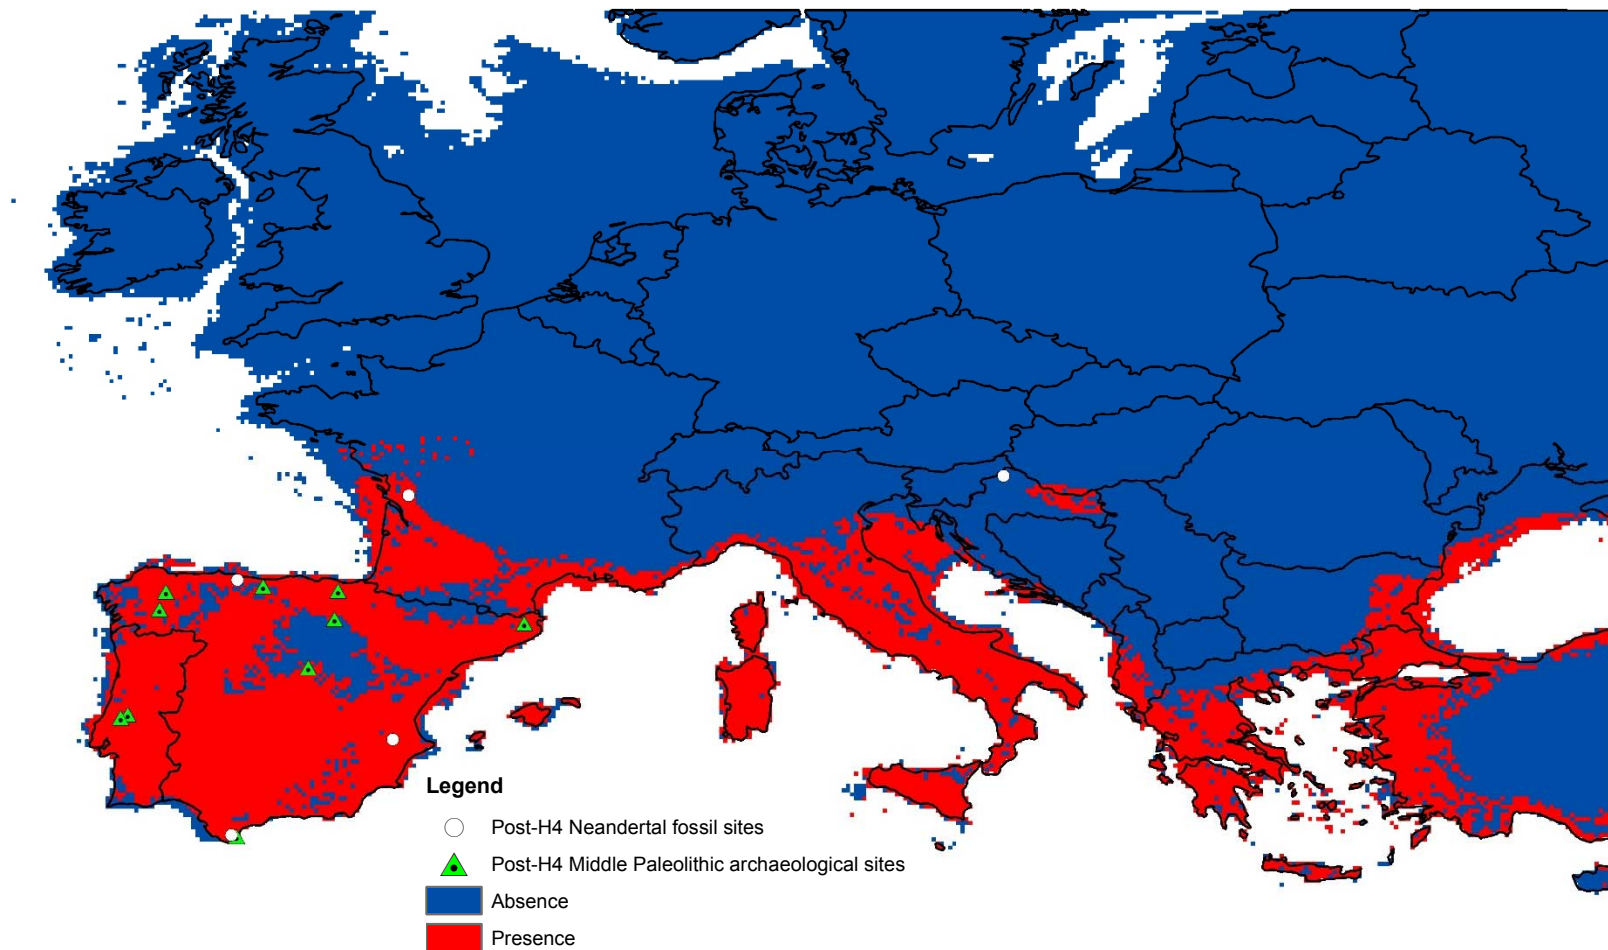 Legend
Post-H4 Neandertal fossil sites
Post-H4 Middle Paleolithic archaeological sites
Absence
Presence